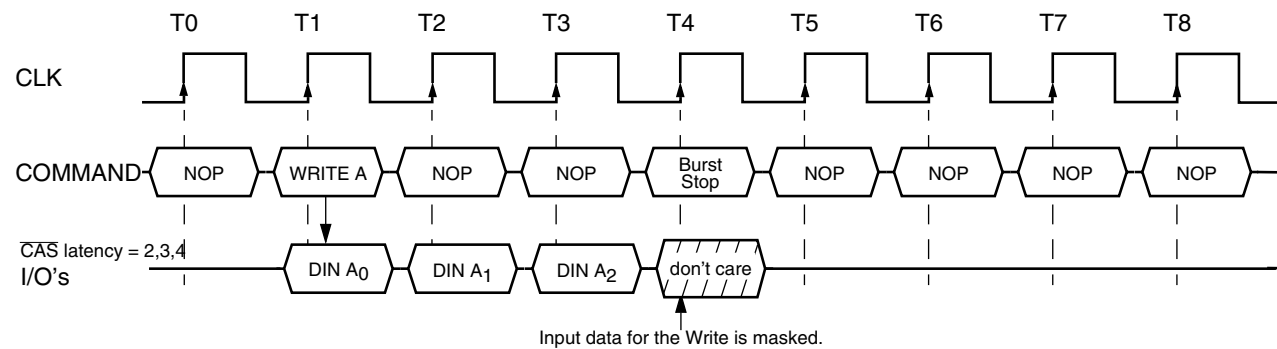 T0 T1 T2 T3 T4 T5 T6 T7 T8
CLK
COMMAND NOP WRITE A NOP NOP Burst Stop NOP NOP NOP NOP
CAS latency = 2,3,4
I/O's DIN A0 DIN A1 DIN A2 don't care
Input data for the Write is masked.